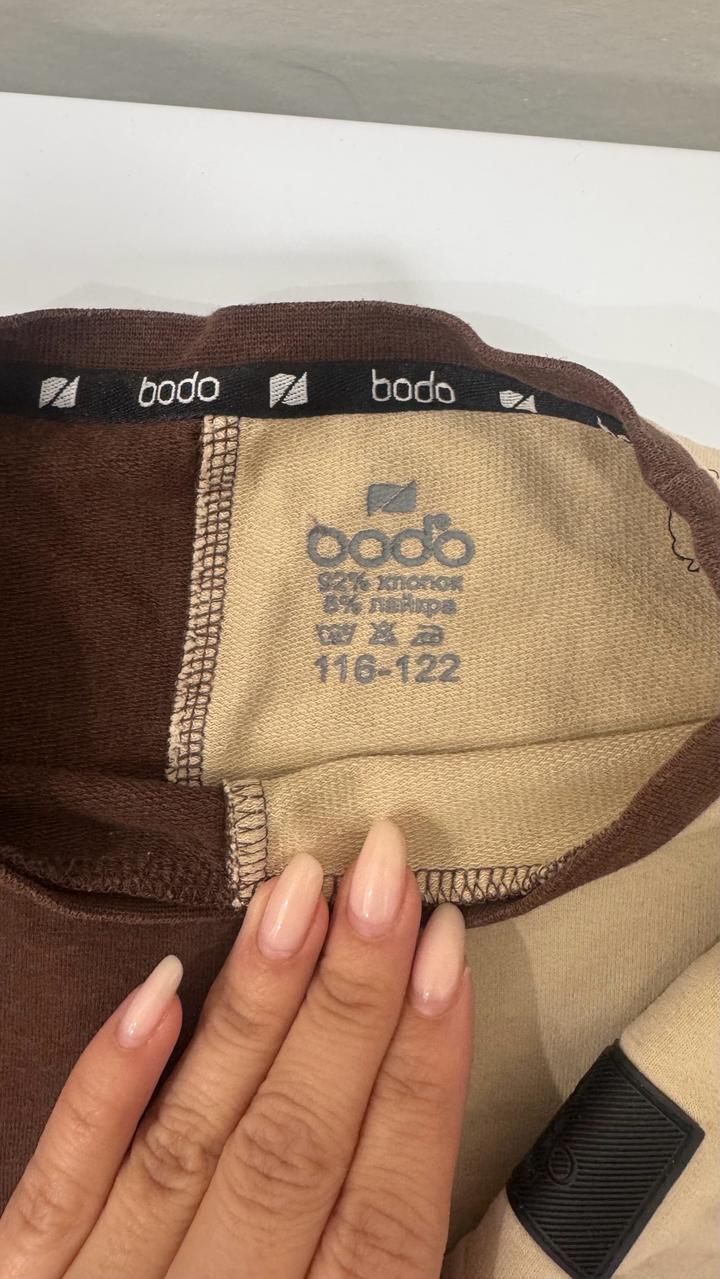 bodo bodo
bodo
92% хлопок
8% лайкра
116-122